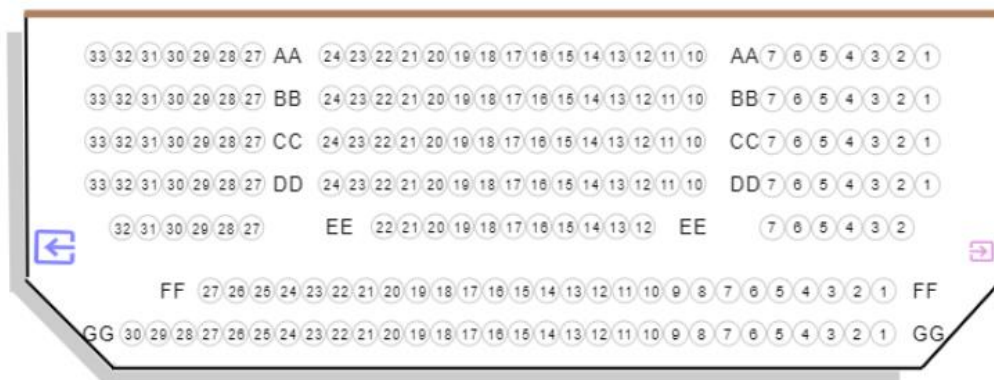 33 32 31 30 29 28 27 AA 24 23 22 21 20 19 18 17 16 15 14 13 12 11 10 AA 7 6 5 4 3 2 1
33 32 31 30 29 28 27 BB 24 23 22 21 20 19 18 17 16 15 14 13 12 11 10 BB 7 6 5 4 3 2 1
33 32 31 30 29 28 27 CC 24 23 22 21 20 19 18 17 16 15 14 13 12 11 10 CC 7 6 5 4 3 2 1
33 32 31 30 29 28 27 DD 24 23 22 21 20 19 18 17 16 15 14 13 12 11 10 DD 7 6 5 4 3 2 1
32 31 30 29 28 27 EE 22 21 20 19 18 17 16 15 14 13 12 EE 7 6 5 4 3 2
FF 27 26 25 24 23 22 21 20 19 18 17 16 15 14 13 12 11 10 9 8 7 6 5 4 3 2 1 FF
GG 30 29 28 27 26 25 24 23 22 21 20 19 18 17 16 15 14 13 12 11 10 9 8 7 6 5 4 3 2 1 GG